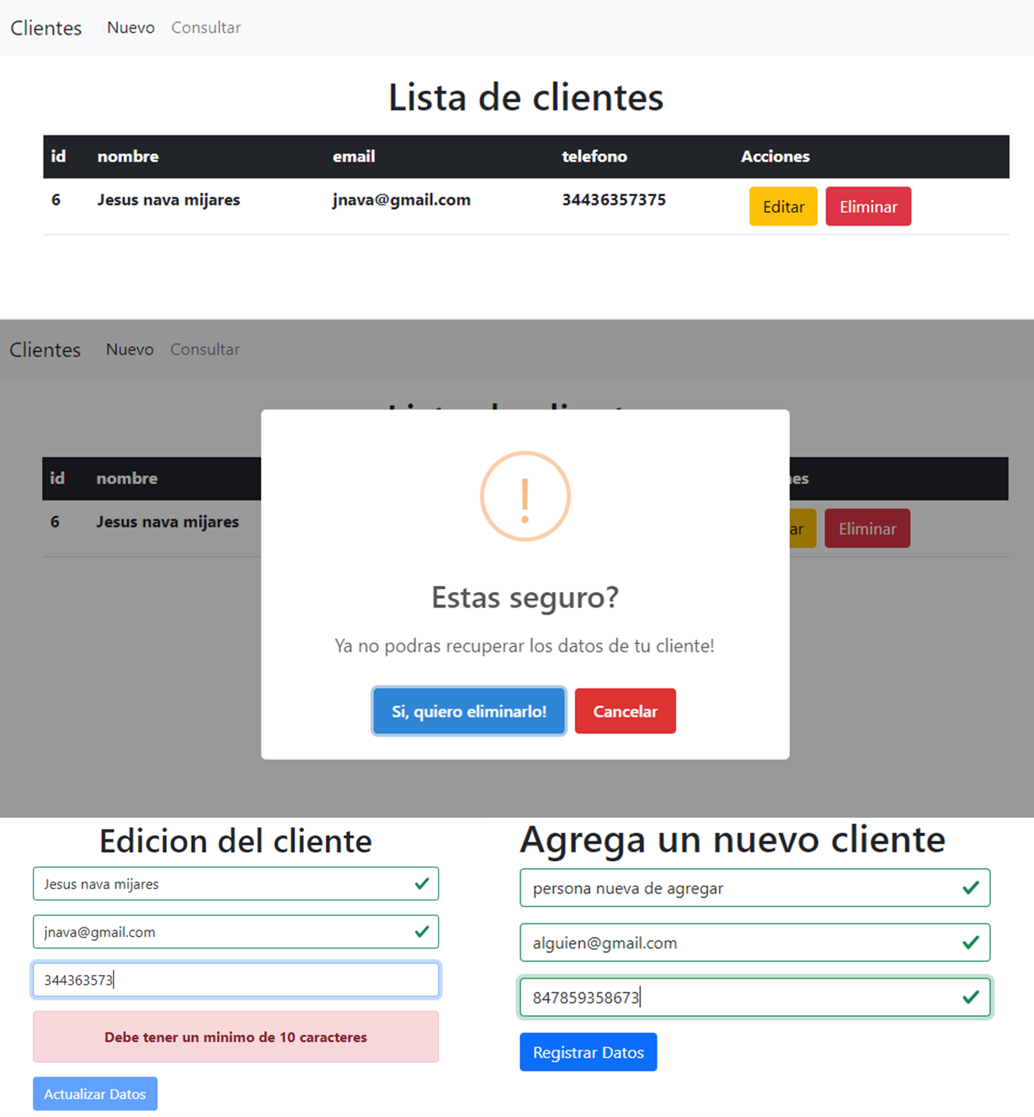 Clientes Nuevo Consultar
Lista de clientes
id nombre email telefono Acciones
6 Jesus nava mijares jnava@gmail.com 34436357375 Editar Eliminar
Clientes Nuevo Consultar
id nombre
6 Jesus nava mijares Eliminar
!
Estas seguro?
Ya no podras recuperar los datos de tu cliente!
Si, quiero eliminarlo! Cancelar
Edicion del cliente
Jesus nava mijares
jnava@gmail.com
344363573
Debe tener un minimo de 10 caracteres
Actualizar Datos
Agrega un nuevo cliente
persona nueva de agregar
alguien@gmail.com
847859358673
Registrar Datos